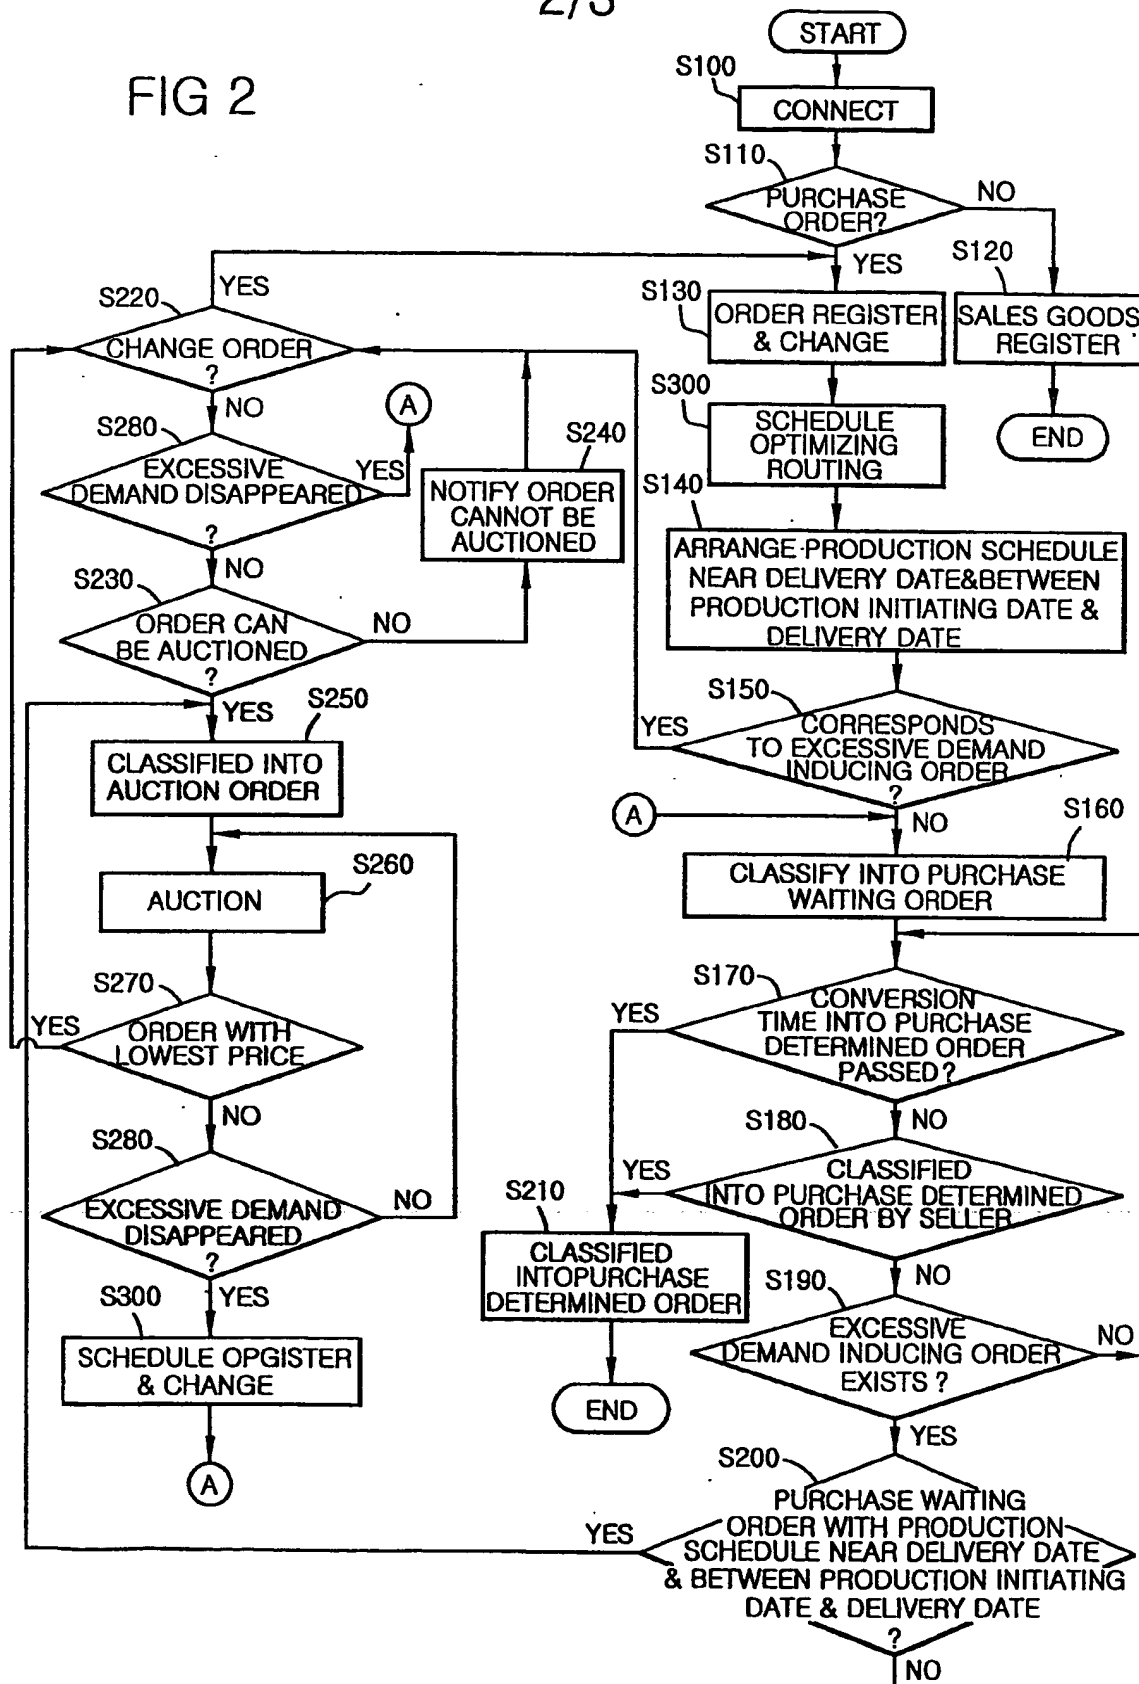 2/3
FIG 2
START
S100
CONNECT
S110
PURCHASE
ORDER?
NO
YES
S120
SALES GOODS
REGISTER
END
S130
ORDER REGISTER
& CHANGE
S300
SCHEDULE
OPTIMIZING
ROUTING
S140
ARRANGE PRODUCTION SCHEDULE
NEAR DELIVERY DATE&BETWEEN
PRODUCTION INITIATING DATE &
DELIVERY DATE
S150
YES
CORRESPONDS
TO EXCESSIVE DEMAND
INDUCING ORDER
?
A
NO
S160
CLASSIFY INTO PURCHASE
WAITING ORDER
S170
YES
CONVERSION
TIME INTO PURCHASE
DETERMINED ORDER
PASSED?
NO
S180
YES
CLASSIFIED
INTO PURCHASE DETERMINED
ORDER BY SELLER
NO
S210
CLASSIFIED
INTOPURCHASE
DETERMINED ORDER
END
S190
EXCESSIVE
DEMAND INDUCING ORDER
EXISTS ?
NO
YES
S200
YES
PURCHASE WAITING
ORDER WITH PRODUCTION
SCHEDULE NEAR DELIVERY DATE
& BETWEEN PRODUCTION INITIATING
DATE & DELIVERY DATE
?
NO
S220
YES
CHANGE ORDER
?
NO
A
S280
EXCESSIVE
DEMAND DISAPPEARED
?
YES
NO
S240
NOTIFY ORDER
CANNOT BE
AUCTIONED
S230
ORDER CAN
BE AUCTIONED
?
NO
YES
S250
CLASSIFIED INTO
AUCTION ORDER
S260
AUCTION
S270
YES
ORDER WITH
LOWEST PRICE
NO
S280
EXCESSIVE DEMAND
DISAPPEARED
?
NO
YES
S300
SCHEDULE OPGISTER
& CHANGE
A